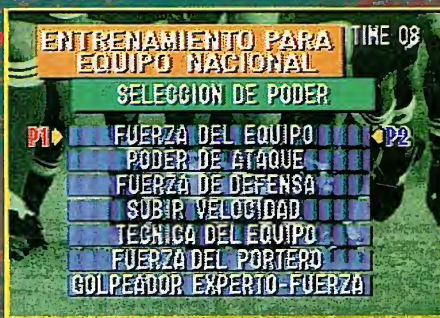 ENTRENAMIENTO PARA
EQUIPO NACIONAL
TIME 08
SELECCION DE PODER
P1 FUERZA DEL EQUIPO P2
PODER DE ATAQUE
FUERZA DE DEFENSA
SUBIR VELOCIDAD
TECNICA DEL EQUIPO
FUERZA DEL PORTERO
GOLPEADOR EXPERTO-FUERZA